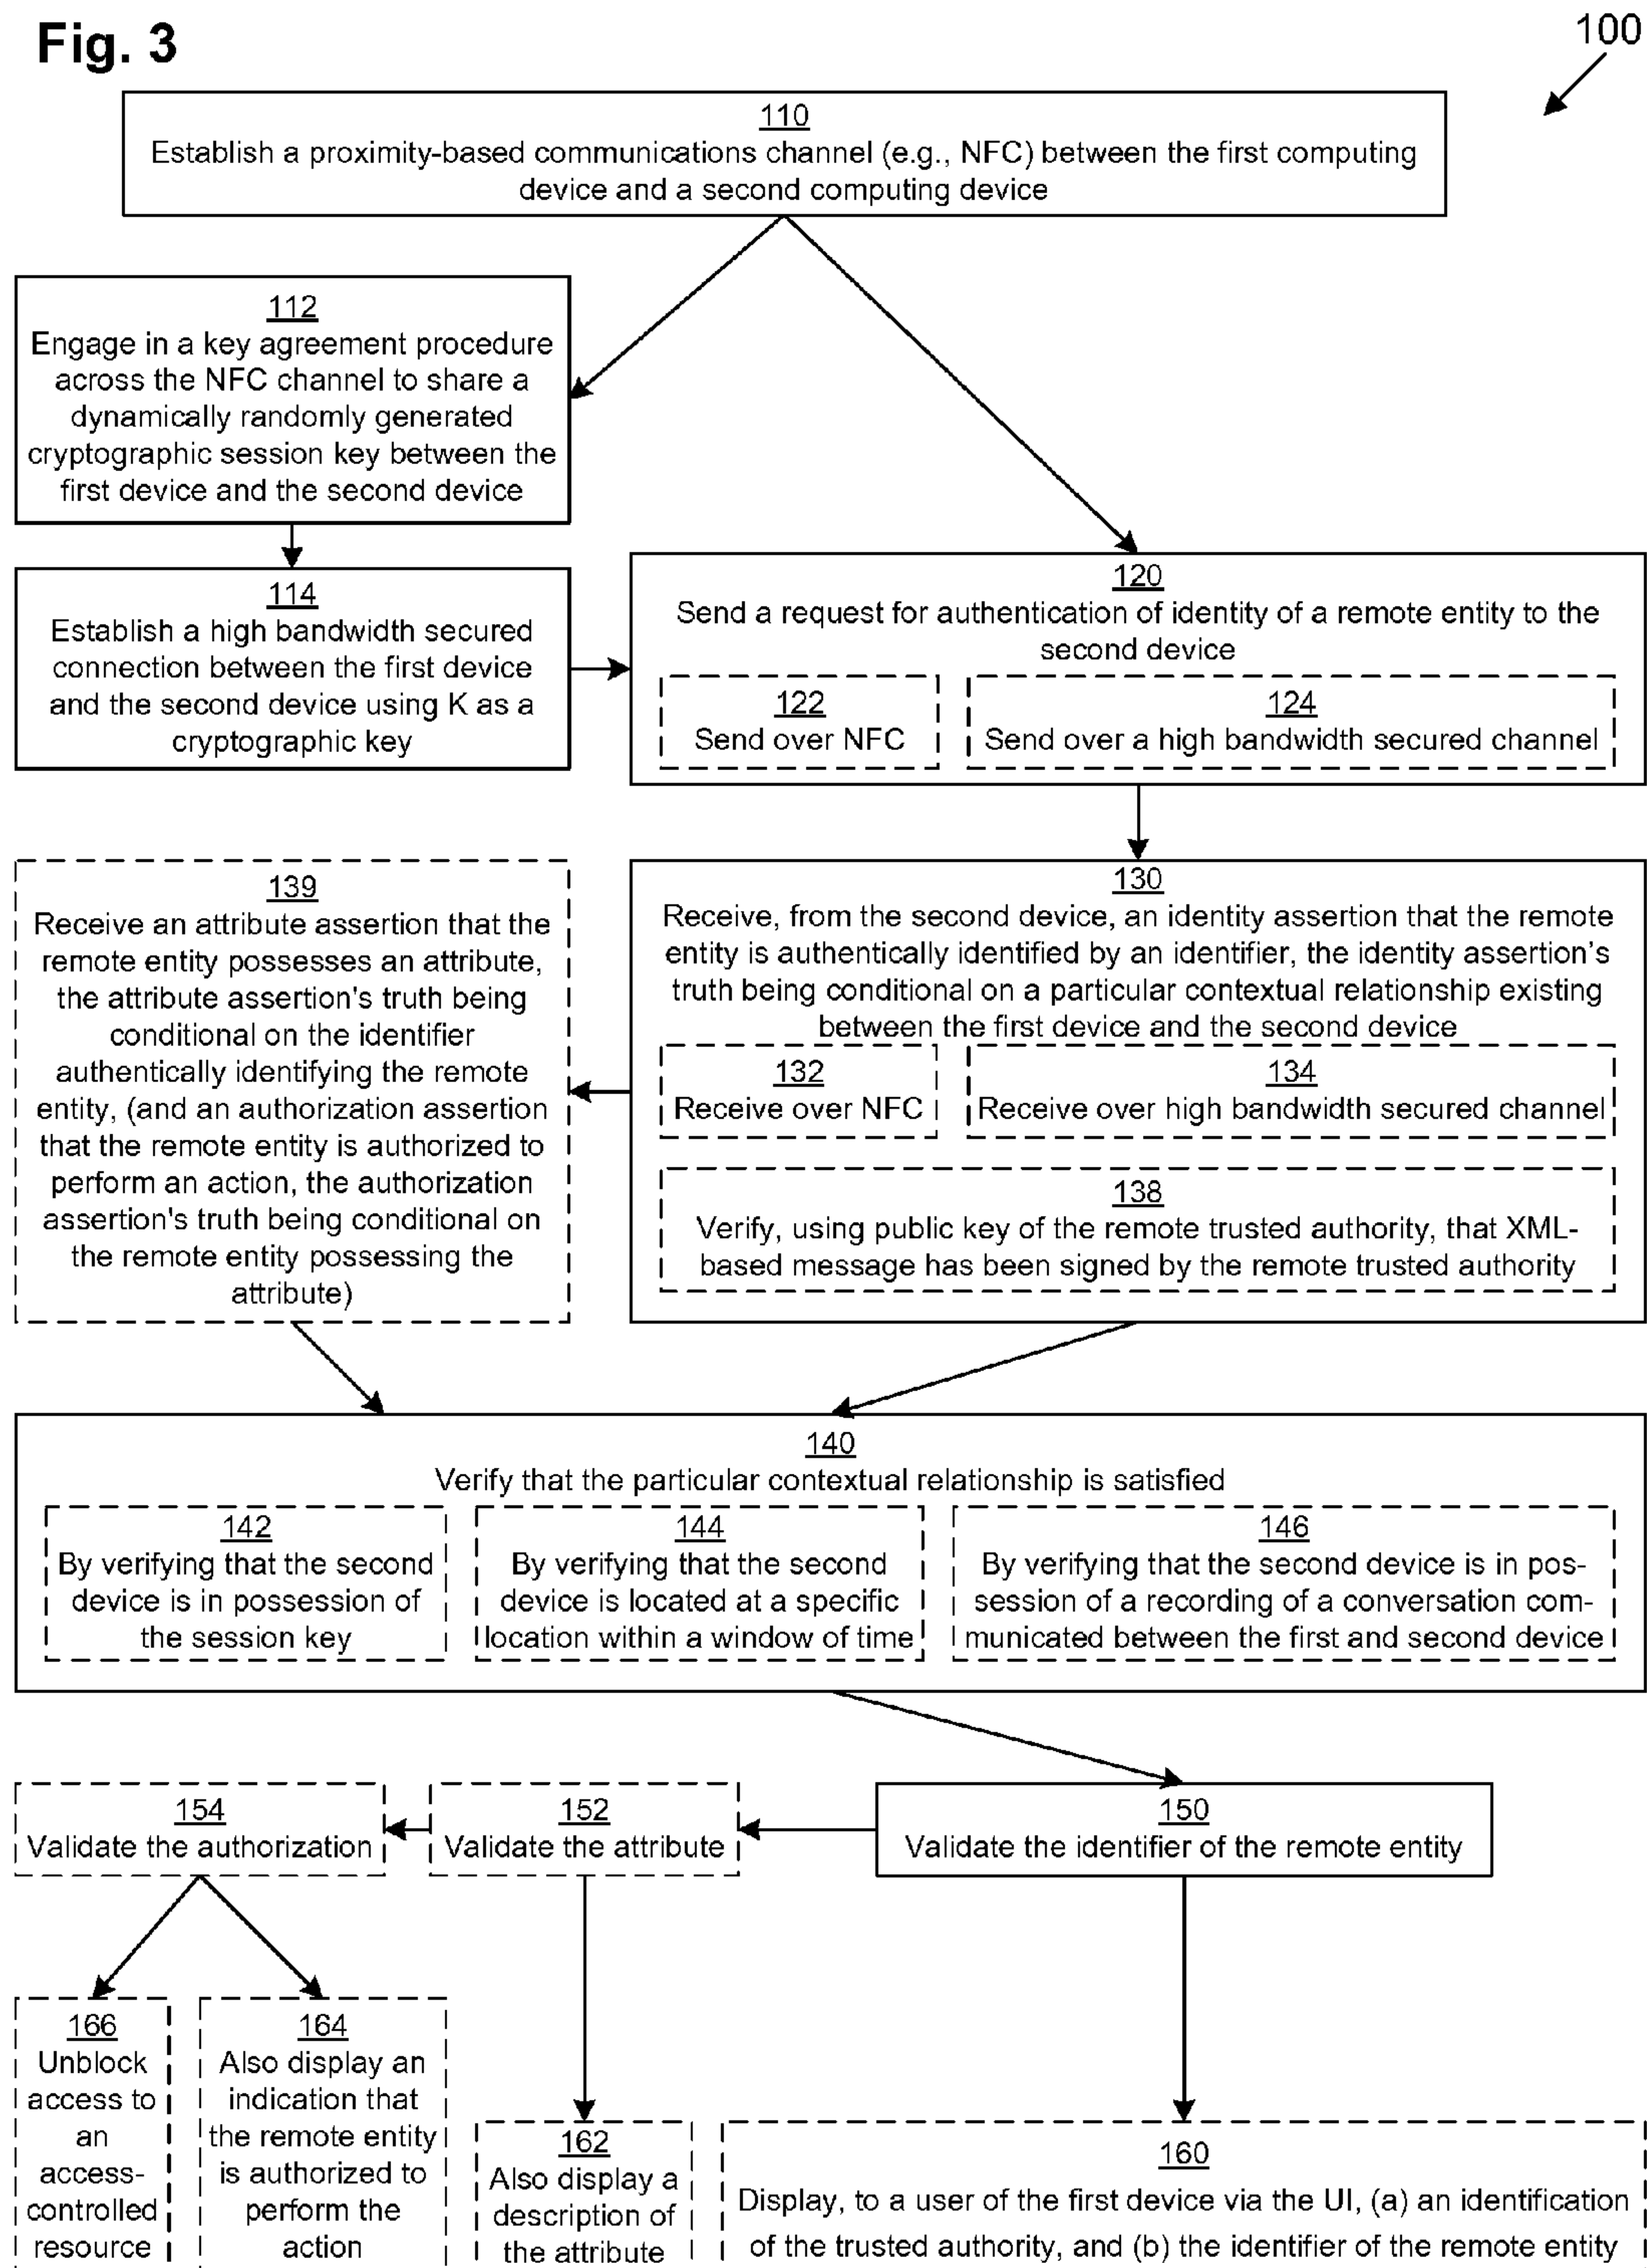 Fig. 3
100
110
Establish a proximity-based communications channel (e.g., NFC) between the first computing
device and a second computing device
112
Engage in a key agreement procedure
across the NFC channel to share a
dynamically randomly generated
cryptographic session key between the
first device and the second device
114
Establish a high bandwidth secured
connection between the first device
and the second device using K as a
cryptographic key
120
Send a request for authentication of identity of a remote entity to the
second device
122
Send over NFC
124
Send over a high bandwidth secured channel
139
Receive an attribute assertion that the
remote entity possesses an attribute,
the attribute assertion's truth being
conditional on the identifier
authentically identifying the remote
entity, (and an authorization assertion
that the remote entity is authorized to
perform an action, the authorization
assertion's truth being conditional on
the remote entity possessing the
attribute)
130
Receive, from the second device, an identity assertion that the remote
entity is authentically identified by an identifier, the identity assertion's
truth being conditional on a particular contextual relationship existing
between the first device and the second device
132
Receive over NFC
134
Receive over high bandwidth secured channel
138
Verify, using public key of the remote trusted authority, that XML-
based message has been signed by the remote trusted authority
140
Verify that the particular contextual relationship is satisfied
142
By verifying that the second
device is in possession of
the session key
144
By verifying that the second
device is located at a specific
location within a window of time
146
By verifying that the second device is in pos-
session of a recording of a conversation com-
municated between the first and second device
154
Validate the authorization
152
Validate the attribute
150
Validate the identifier of the remote entity
166
Unblock
access to
an
access-
controlled
resource
164
Also display an
indication that
the remote entity
is authorized to
perform the
action
162
Also display a
description of
the attribute
160
Display, to a user of the first device via the UI, (a) an identification
of the trusted authority, and (b) the identifier of the remote entity